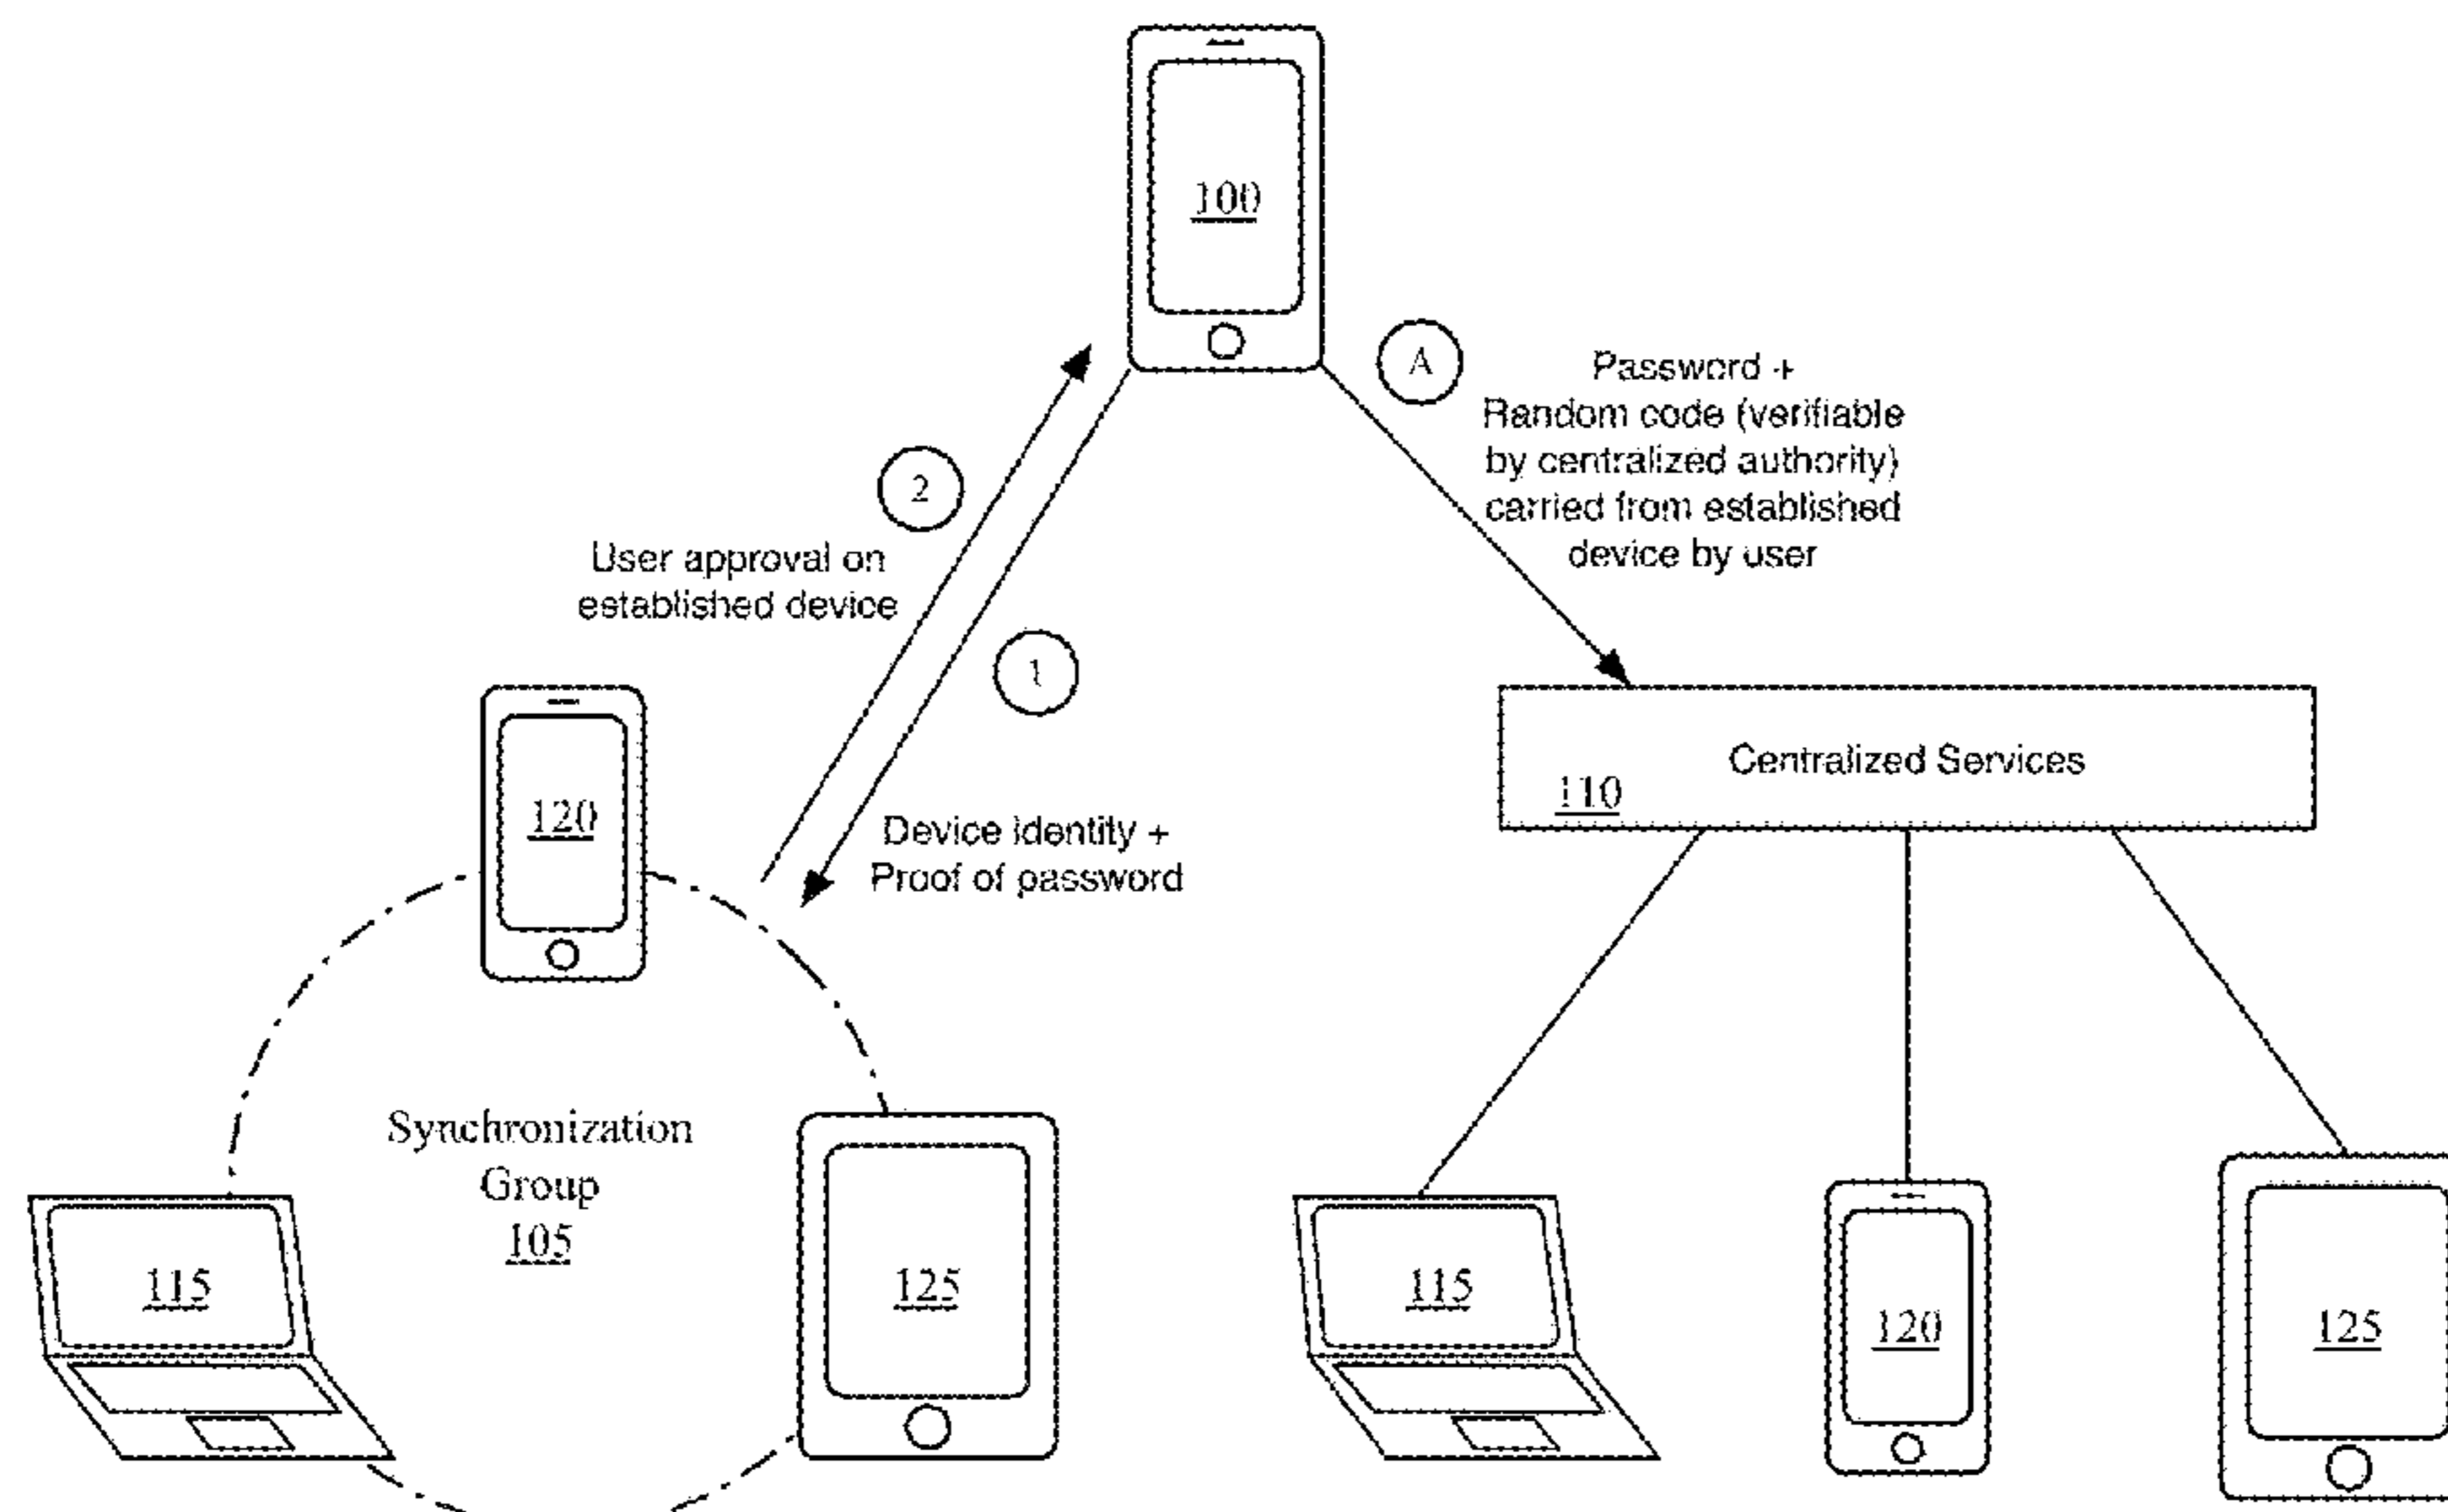 100
A
Password +
Random code (verifiable
by centralized authority)
carried from established
device by user
2
User approval on
established device
1
Device Identity +
Proof of password
120
Centralized Services
110
Synchronization
Group
105
115
125
115
120
125